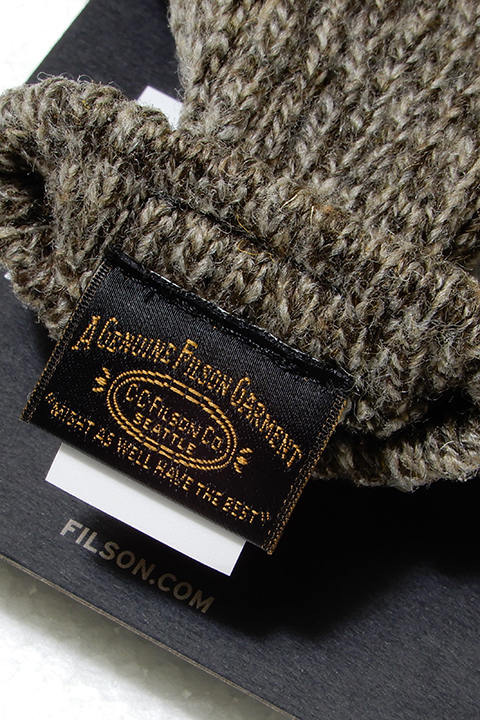 A GENUINE FILSON GARMENT
C.C. FILSON CO.
SEATTLE
"MIGHT AS WELL HAVE THE BEST"
FILSON.COM